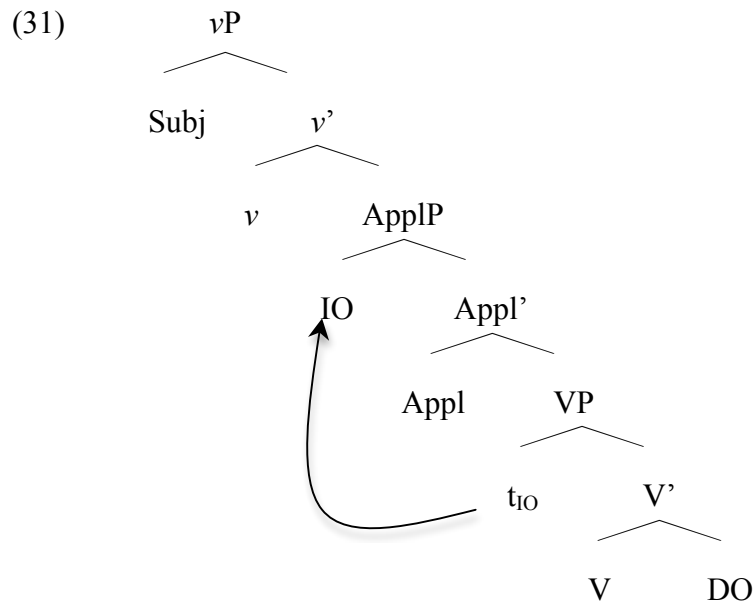 (31) vP
Subj v’
v ApplP
IO Appl’
Appl VP
tIO V’
V DO